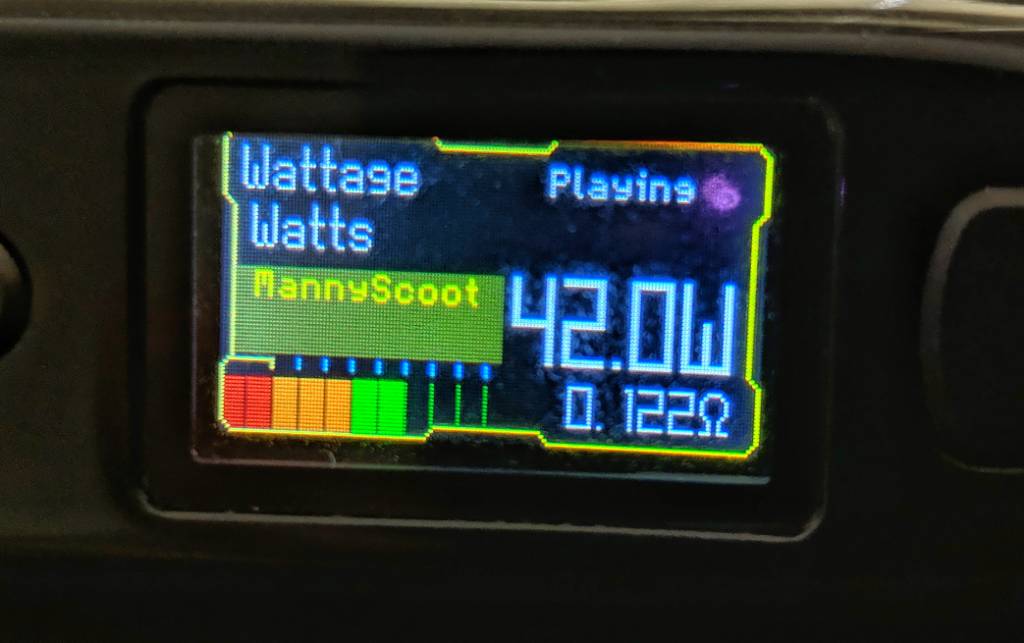 Wattage
Playing
Watts
MannyScoot
42.0W
0.122Ω